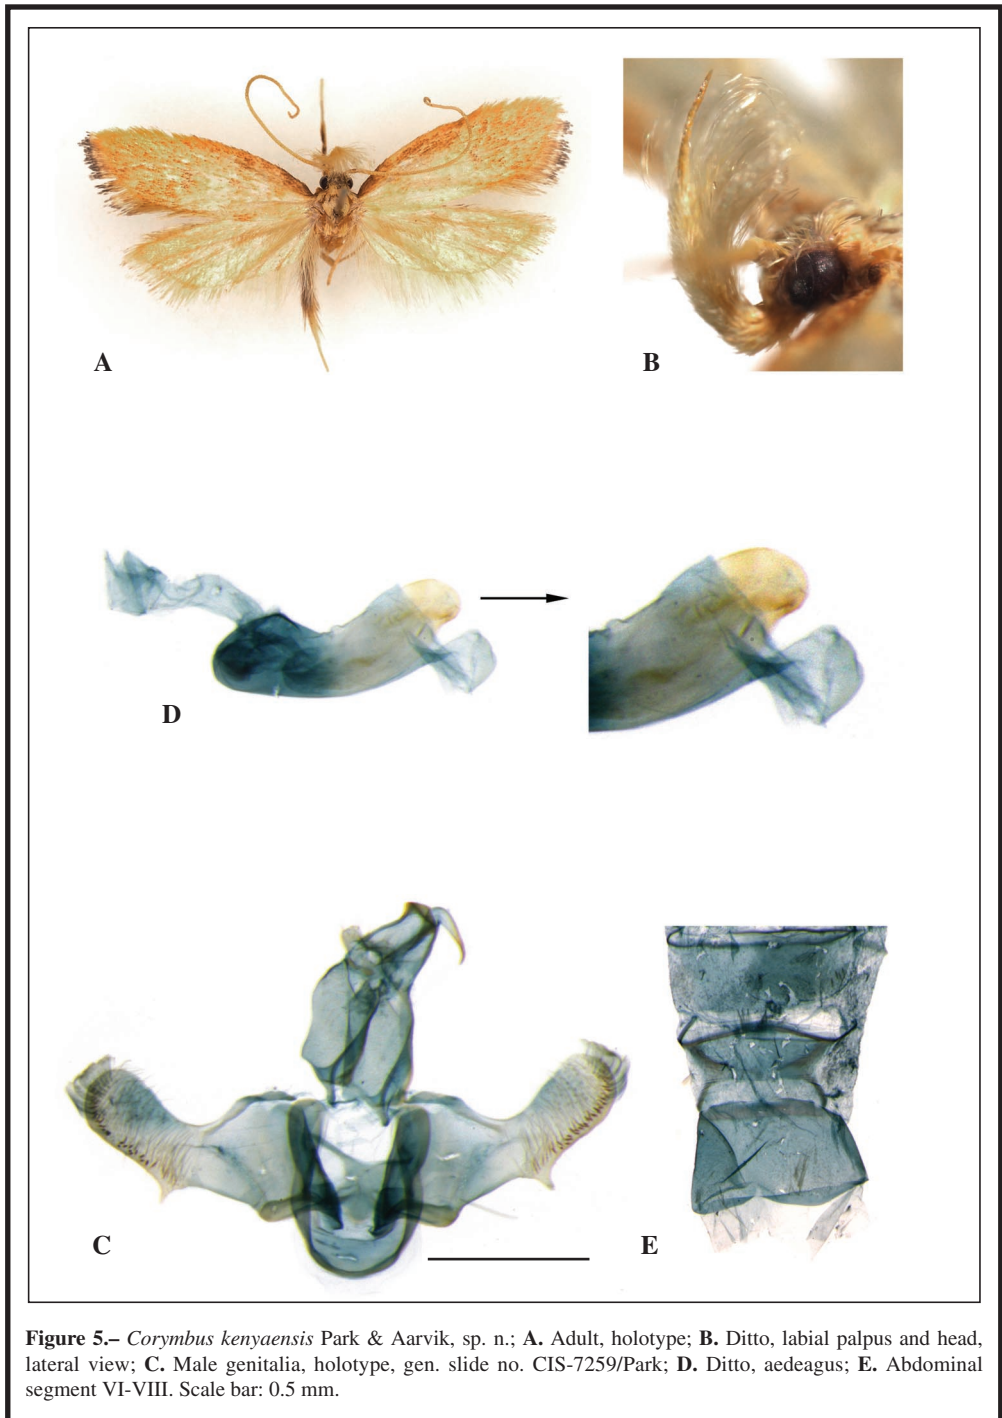 A
B
D
C
E
Figure 5.– Corymbus kenyaensis Park & Aarvik, sp. n.; A. Adult, holotype; B. Ditto, labial palpus and head,
lateral view; C. Male genitalia, holotype, gen. slide no. CIS-7259/Park; D. Ditto, aedeagus; E. Abdominal
segment VI-VIII. Scale bar: 0.5 mm.